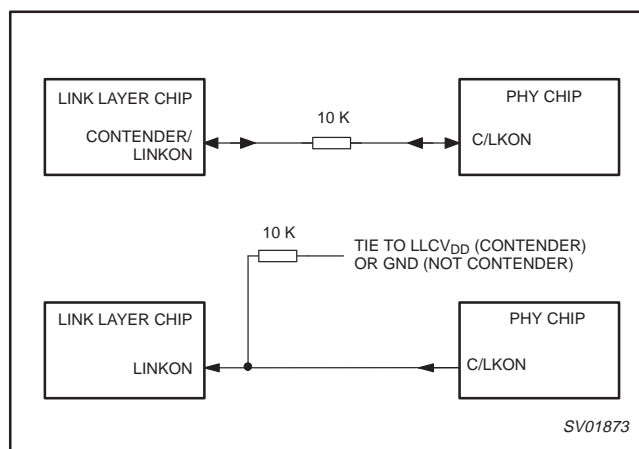 LINK LAYER CHIP
CONTENDER/
LINKON
10 K
PHY CHIP
C/LKON
10 K
TIE TO LLCVDD (CONTENDER)
OR GND (NOT CONTENDER)
LINK LAYER CHIP
LINKON
PHY CHIP
C/LKON
SV01873